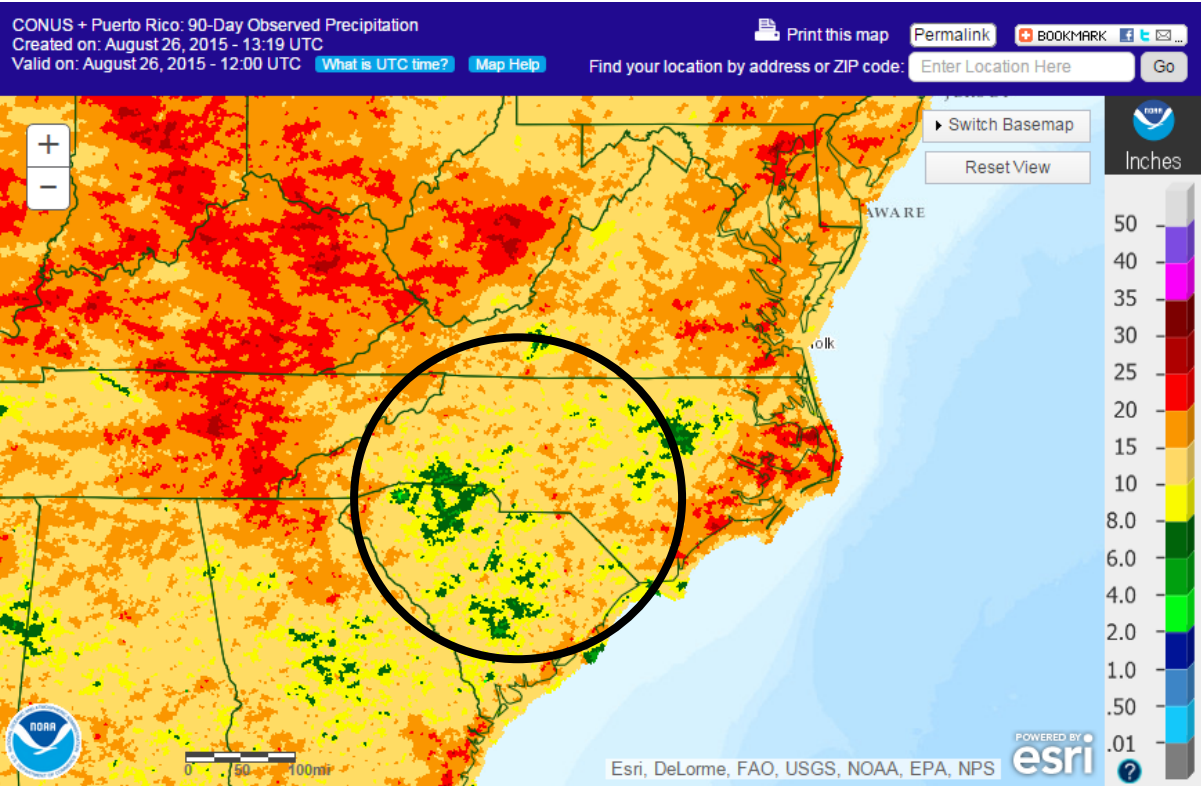 CONUS + Puerto Rico: 90-Day Observed Precipitation
Created on: August 26, 2015 - 13:19 UTC
Valid on: August 26, 2015 - 12:00 UTC What is UTC time? Map Help
Print this map Permalink BOOKMARK
Find your location by address or ZIP code: Enter Location Here Go
+
−
Switch Basemap
Reset View
AWARE
folk
NOAA
Inches
50
40
35
30
25
20
15
10
8.0
6.0
4.0
2.0
1.0
.50
.01
?
NOAA
0 50 100mi
Esri, DeLorme, FAO, USGS, NOAA, EPA, NPS
POWERED BY
esri